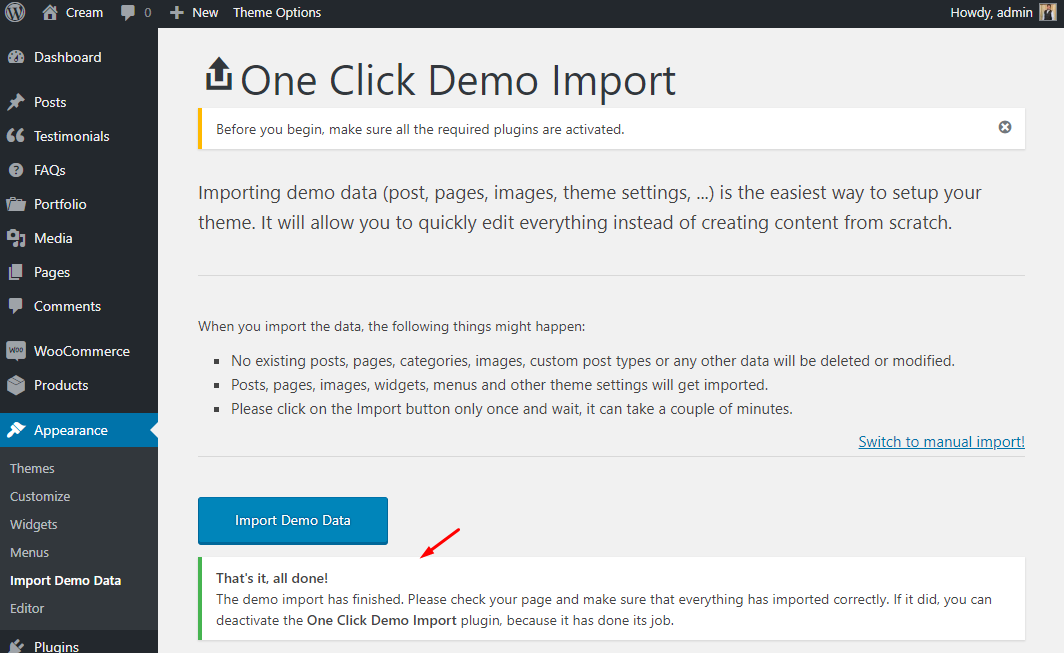 Cream
0
New
Theme Options
Howdy, admin
Dashboard
Posts
Testimonials
FAQs
Portfolio
Media
Pages
Comments
WOO
WooCommerce
Products
Appearance
Themes
Customize
Widgets
Menus
Import Demo Data
Editor
Plugins
One Click Demo Import
Before you begin, make sure all the required plugins are activated.
Importing demo data (post, pages, images, theme settings, ...) is the easiest way to setup your
theme. It will allow you to quickly edit everything instead of creating content from scratch.
When you import the data, the following things might happen:
No existing posts, pages, categories, images, custom post types or any other data will be deleted or modified.
Posts, pages, images, widgets, menus and other theme settings will get imported.
Please click on the Import button only once and wait, it can take a couple of minutes.
Switch to manual import!
Import Demo Data
That's it, all done!
The demo import has finished. Please check your page and make sure that everything has imported correctly. If it did, you can
deactivate the One Click Demo Import plugin, because it has done its job.